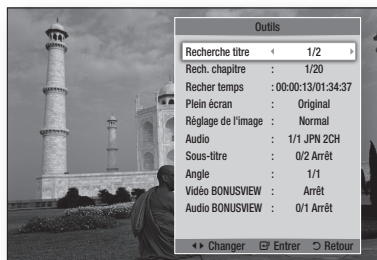 Outils
Recherche titre 1/2
Rech. chapitre : 1/20
Recher temps : 00:00:13/01:34:37
Plein écran : Original
Réglage de l'image : Normal
Audio : 1/1 JPN 2CH
Sous-titre : 0/2 Arrêt
Angle : 1/1
Vidéo BONUSVIEW : Arrêt
Audio BONUSVIEW : 0/1 Arrêt
Changer Entrer Retour